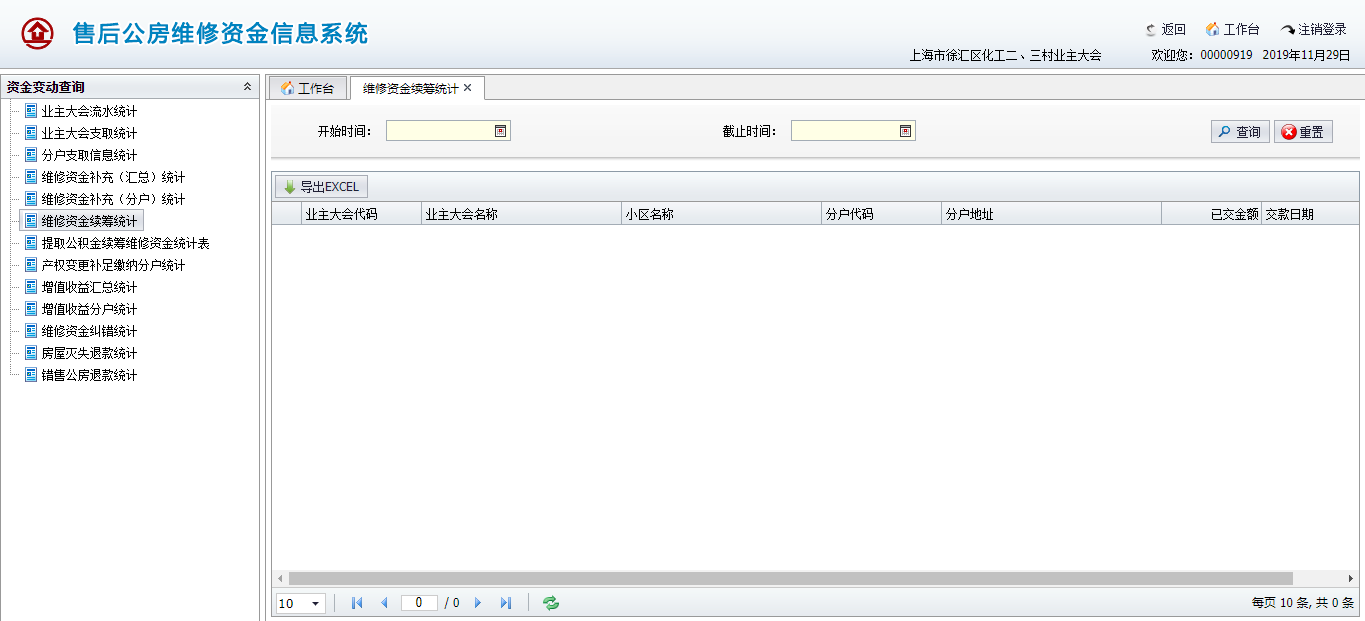 售后公房维修资金信息系统
返回 工作台 注销登录
上海市徐汇区化工二、三村业主大会 欢迎您：00000919 2019年11月29日
资金变动查询
业主大会流水统计
业主大会支取统计
分户支取信息统计
维修资金补充（汇总）统计
维修资金补充（分户）统计
维修资金续筹统计
提取公积金续筹维修资金统计表
产权变更补足缴纳分户统计
增值收益汇总统计
增值收益分户统计
维修资金纠错统计
房屋灭失退款统计
错售公房退款统计
工作台 维修资金续筹统计
开始时间： 截止时间： 查询 重置
导出EXCEL
业主大会代码 业主大会名称 小区名称 分户代码 分户地址 已交金额 交款日期
10 0 / 0 每页 10 条, 共 0 条